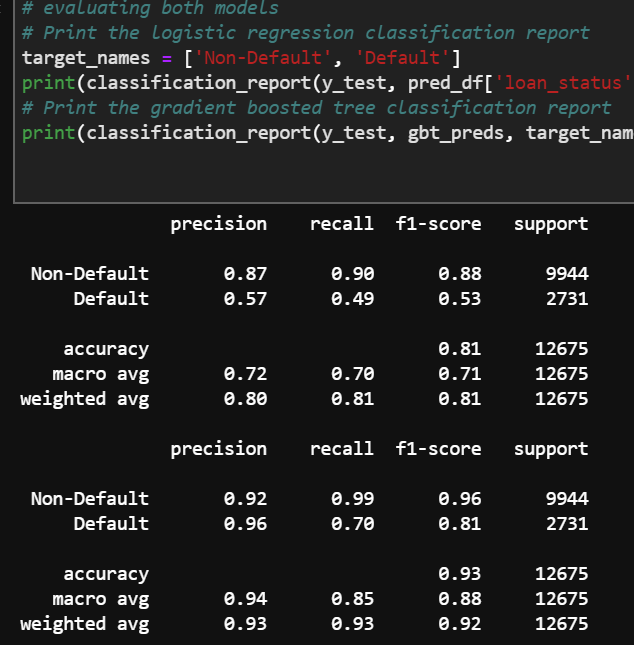 # evaluating both models
# Print the logistic regression classification report
target_names = ['Non-Default', 'Default']
print(classification_report(y_test, pred_df['loan_status'
# Print the gradient boosted tree classification report
print(classification_report(y_test, gbt_preds, target_nam
precision recall f1-score support
Non-Default 0.87 0.90 0.88 9944
Default 0.57 0.49 0.53 2731
accuracy 0.81 12675
macro avg 0.72 0.70 0.71 12675
weighted avg 0.80 0.81 0.81 12675
precision recall f1-score support
Non-Default 0.92 0.99 0.96 9944
Default 0.96 0.70 0.81 2731
accuracy 0.93 12675
macro avg 0.94 0.85 0.88 12675
weighted avg 0.93 0.93 0.92 12675